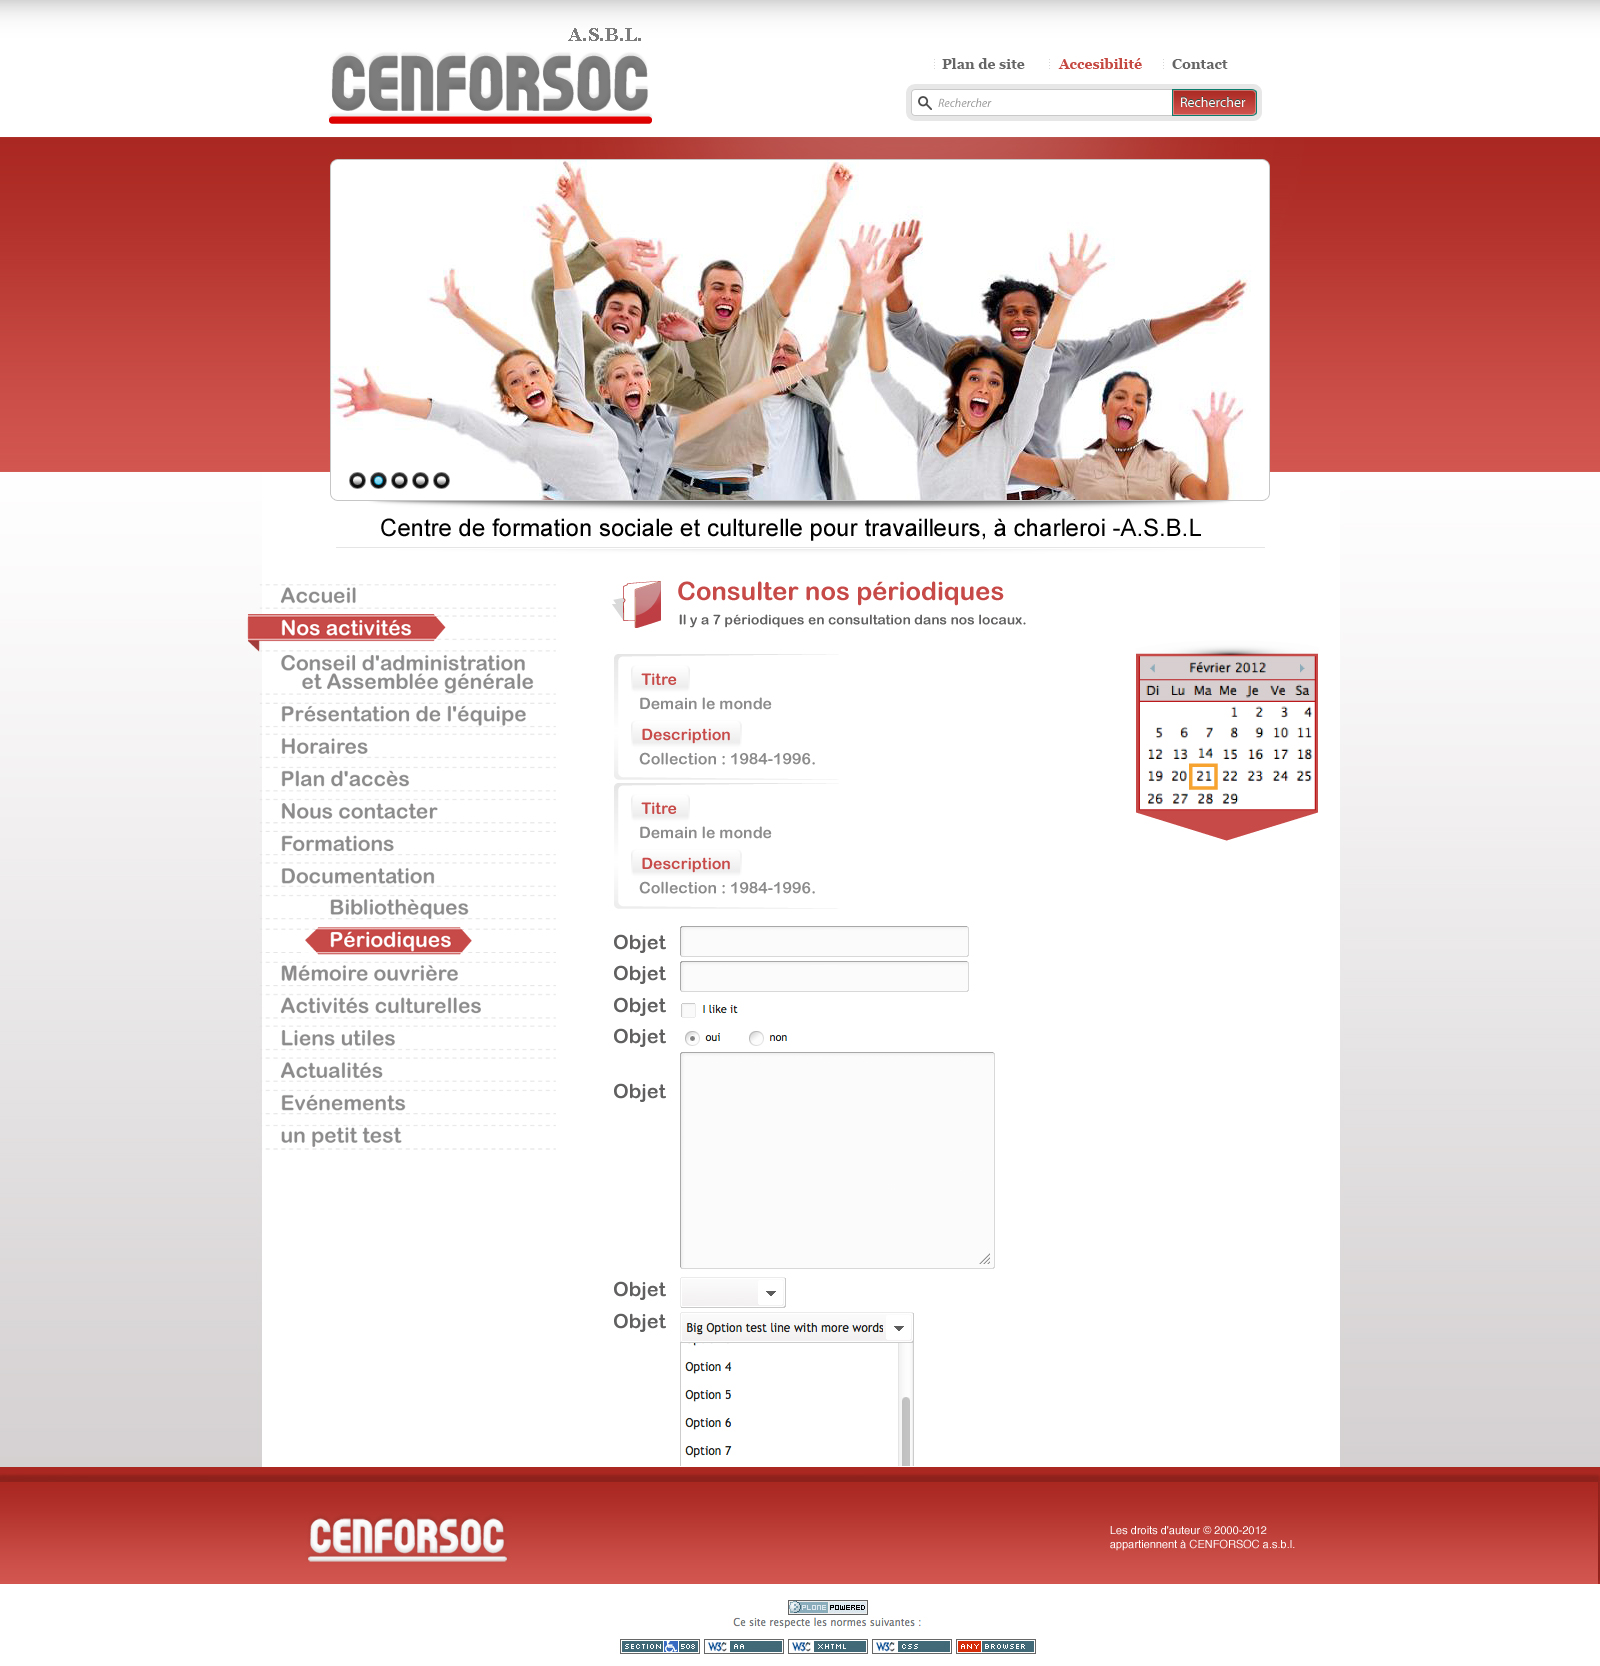 A.S.B.L.
CENFORSOC
Plan de site
Accesibilité
Contact
Rechercher
Rechercher
Centre de formation sociale et culturelle pour travailleurs, à charleroi -A.S.B.L
Accueil
Nos activités
Conseil d'administration
et Assemblée générale
Présentation de l'équipe
Horaires
Plan d'accès
Nous contacter
Formations
Documentation
Bibliothèques
Périodiques
Mémoire ouvrière
Activités culturelles
Liens utiles
Actualités
Evénements
un petit test
Consulter nos périodiques
Il y a 7 périodiques en consultation dans nos locaux.
Titre
Demain le monde
Description
Collection : 1984-1996.
Titre
Demain le monde
Description
Collection : 1984-1996.
Février 2012
Di Lu Ma Me Je Ve Sa
1 2 3 4
5 6 7 8 9 10 11
12 13 14 15 16 17 18
19 20 21 22 23 24 25
26 27 28 29
Objet
Objet
Objet I like it
Objet oui non
Objet
Objet
Objet Big Option test line with more words
Option 4
Option 5
Option 6
Option 7
CENFORSOC
Les droits d'auteur © 2000-2012
appartiennent à CENFORSOC a.s.b.l.
PLONE POWERED
Ce site respecte les normes suivantes :
SECTION 508
W3C AA
W3C XHTML
W3C CSS
ANY BROWSER